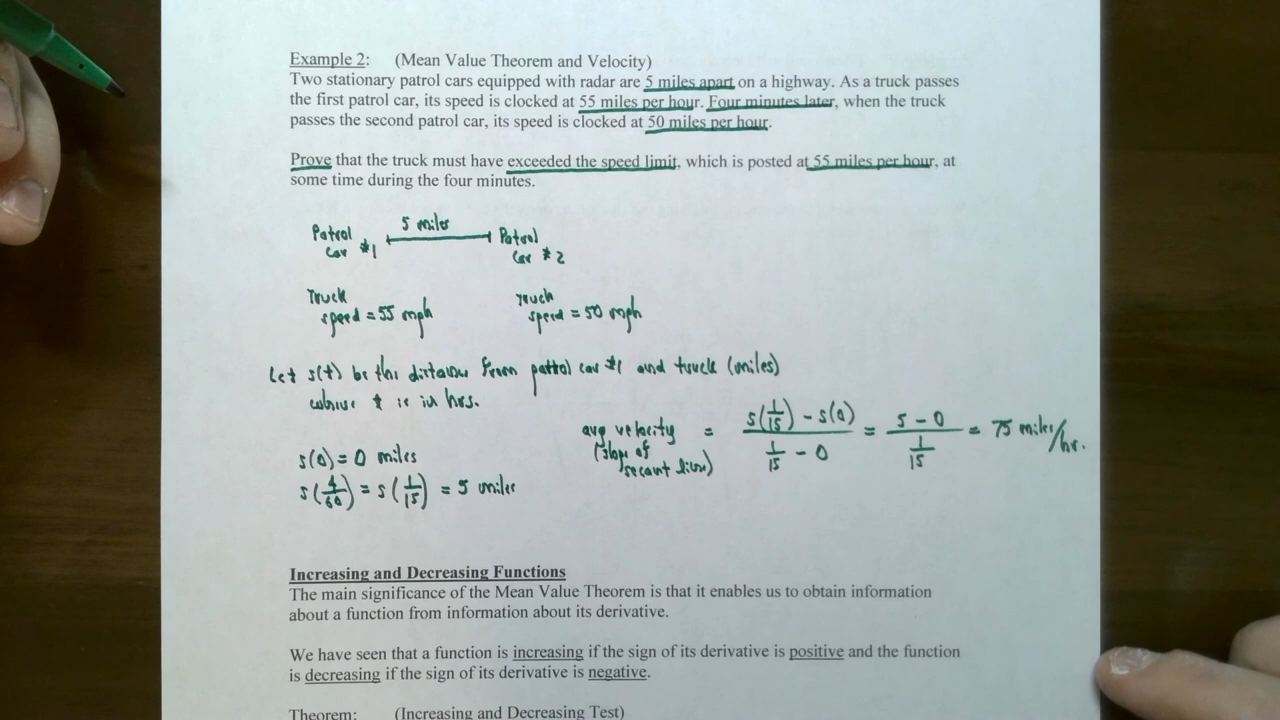 Example 2: (Mean Value Theorem and Velocity)
Two stationary patrol cars equipped with radar are 5 miles apart on a highway. As a truck passes
the first patrol car, its speed is clocked at 55 miles per hour. Four minutes later, when the truck
passes the second patrol car, its speed is clocked at 50 miles per hour.
Prove that the truck must have exceeded the speed limit, which is posted at 55 miles per hour, at
some time during the four minutes.
5 miles
Patrol car #1 Patrol car #2
Truck speed = 55 mph truck speed = 50 mph
Let s(t) be the distance from patrol car #1 and truck (miles)
where t is in hrs.
avg velocity (slope of secant line) = (s(1/15) - s(0))/(1/15 - 0) = (5 - 0)/(1/15) = 75 miles/hr.
s(0) = 0 miles
s(4/60) = s(1/15) = 5 miles
Increasing and Decreasing Functions
The main significance of the Mean Value Theorem is that it enables us to obtain information
about a function from information about its derivative.
We have seen that a function is increasing if the sign of its derivative is positive and the function
is decreasing if the sign of its derivative is negative.
Theorem: (Increasing and Decreasing Test)